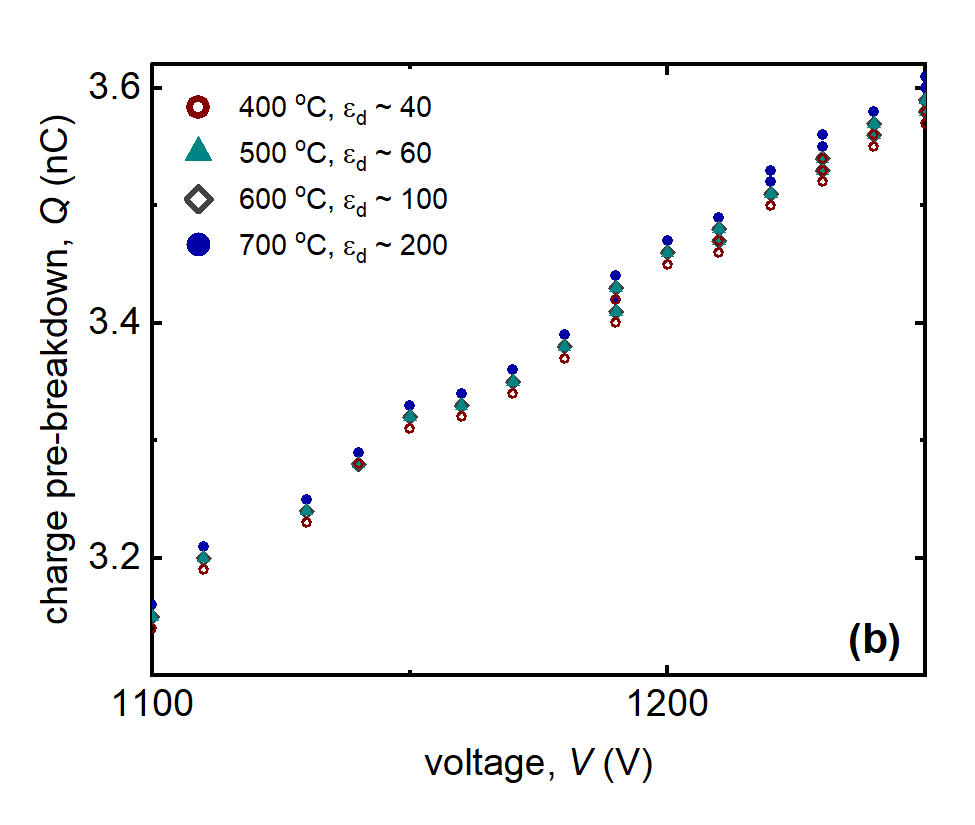 3.6
3.4
3.2
charge pre-breakdown, Q (nC)
400 °C, εd ~ 40
500 °C, εd ~ 60
600 °C, εd ~ 100
700 °C, εd ~ 200
(b)
1100 1200
voltage, V (V)